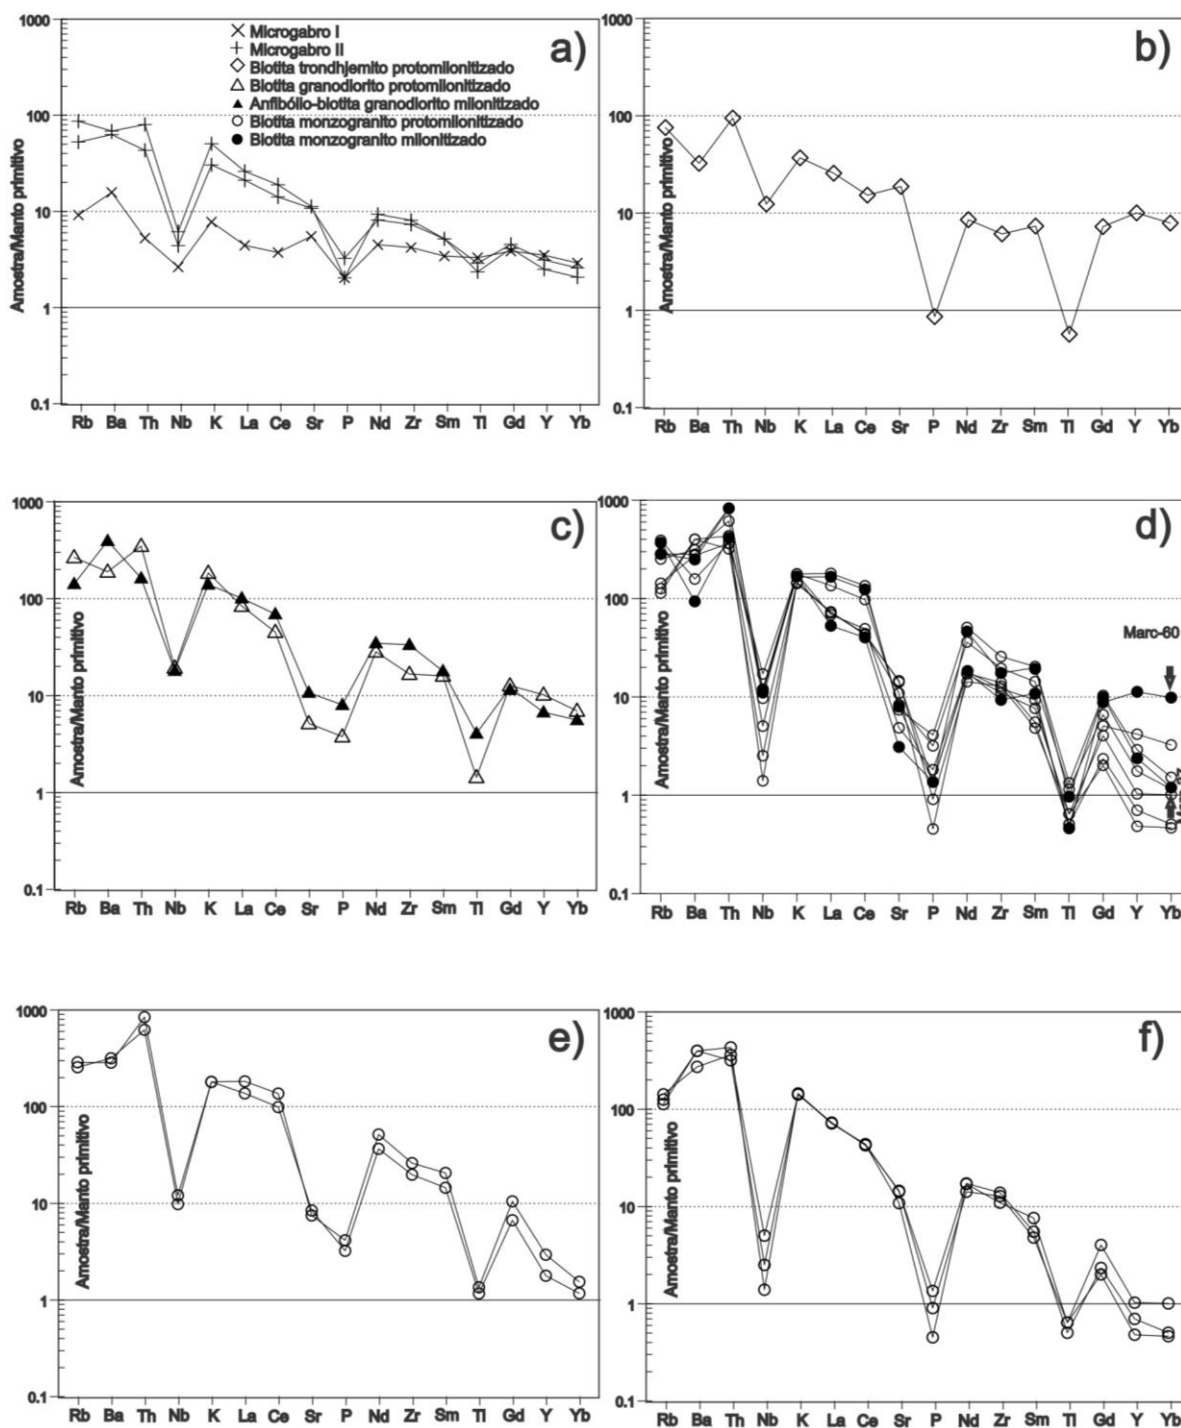 a)
Microgabro I
Microgabro II
Biotita trondhjemito protomilonitizado
Biotita granodiorito protomilonitizado
Anfibólio-biotita granodiorito milonitizado
Biotita monzogranito protomilonitizado
Biotita monzogranito milonitizado
Amostra/Manto primitivo
1000
100
10
1
0.1
Rb Ba Th Nb K La Ce Sr P Nd Zr Sm Ti Gd Y Yb
b)
Amostra/Manto primitivo
1000
100
10
1
0.1
Rb Ba Th Nb K La Ce Sr P Nd Zr Sm Ti Gd Y Yb
c)
Amostra/Manto primitivo
1000
100
10
1
0.1
Rb Ba Th Nb K La Ce Sr P Nd Zr Sm Ti Gd Y Yb
d)
Amostra/Manto primitivo
1000
100
10
1
0.1
Marc-60
Rb Ba Th Nb K La Ce Sr P Nd Zr Sm Ti Gd Y Yb
e)
Amostra/Manto primitivo
1000
100
10
1
0.1
Rb Ba Th Nb K La Ce Sr P Nd Zr Sm Ti Gd Y Yb
f)
Amostra/Manto primitivo
1000
100
10
1
0.1
Rb Ba Th Nb K La Ce Sr P Nd Zr Sm Ti Gd Y Yb